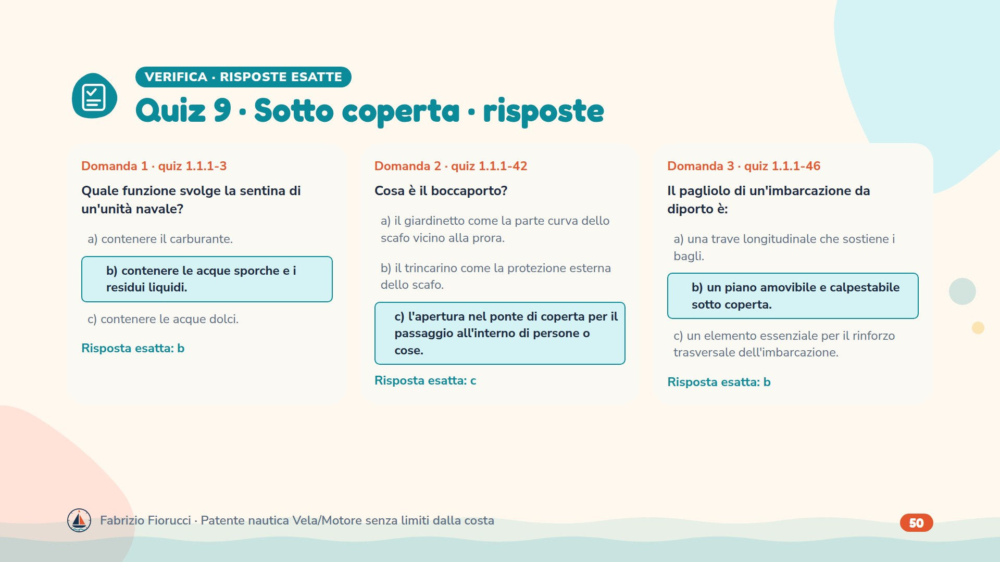 VERIFICA · RISPOSTE ESATTE
Quiz 9 · Sotto coperta · risposte
Domanda 1 · quiz 1.1.1-3
Quale funzione svolge la sentina di
un'unità navale?
a) contenere il carburante.
b) contenere le acque sporche e i
residui liquidi.
c) contenere le acque dolci.
Risposta esatta: b
Domanda 2 · quiz 1.1.1-42
Cosa è il boccaporto?
a) il giardinetto come la parte curva dello
scafo vicino alla prora.
b) il trincarino come la protezione esterna
dello scafo.
c) l'apertura nel ponte di coperta per il
passaggio all'interno di persone o
cose.
Risposta esatta: c
Domanda 3 · quiz 1.1.1-46
Il pagliolo di un'imbarcazione da
diporto è:
a) una trave longitudinale che sostiene i
bagli.
b) un piano amovibile e calpestabile
sotto coperta.
c) un elemento essenziale per il rinforzo
trasversale dell'imbarcazione.
Risposta esatta: b
Fabrizio Fiorucci · Patente nautica Vela/Motore senza limiti dalla costa
50